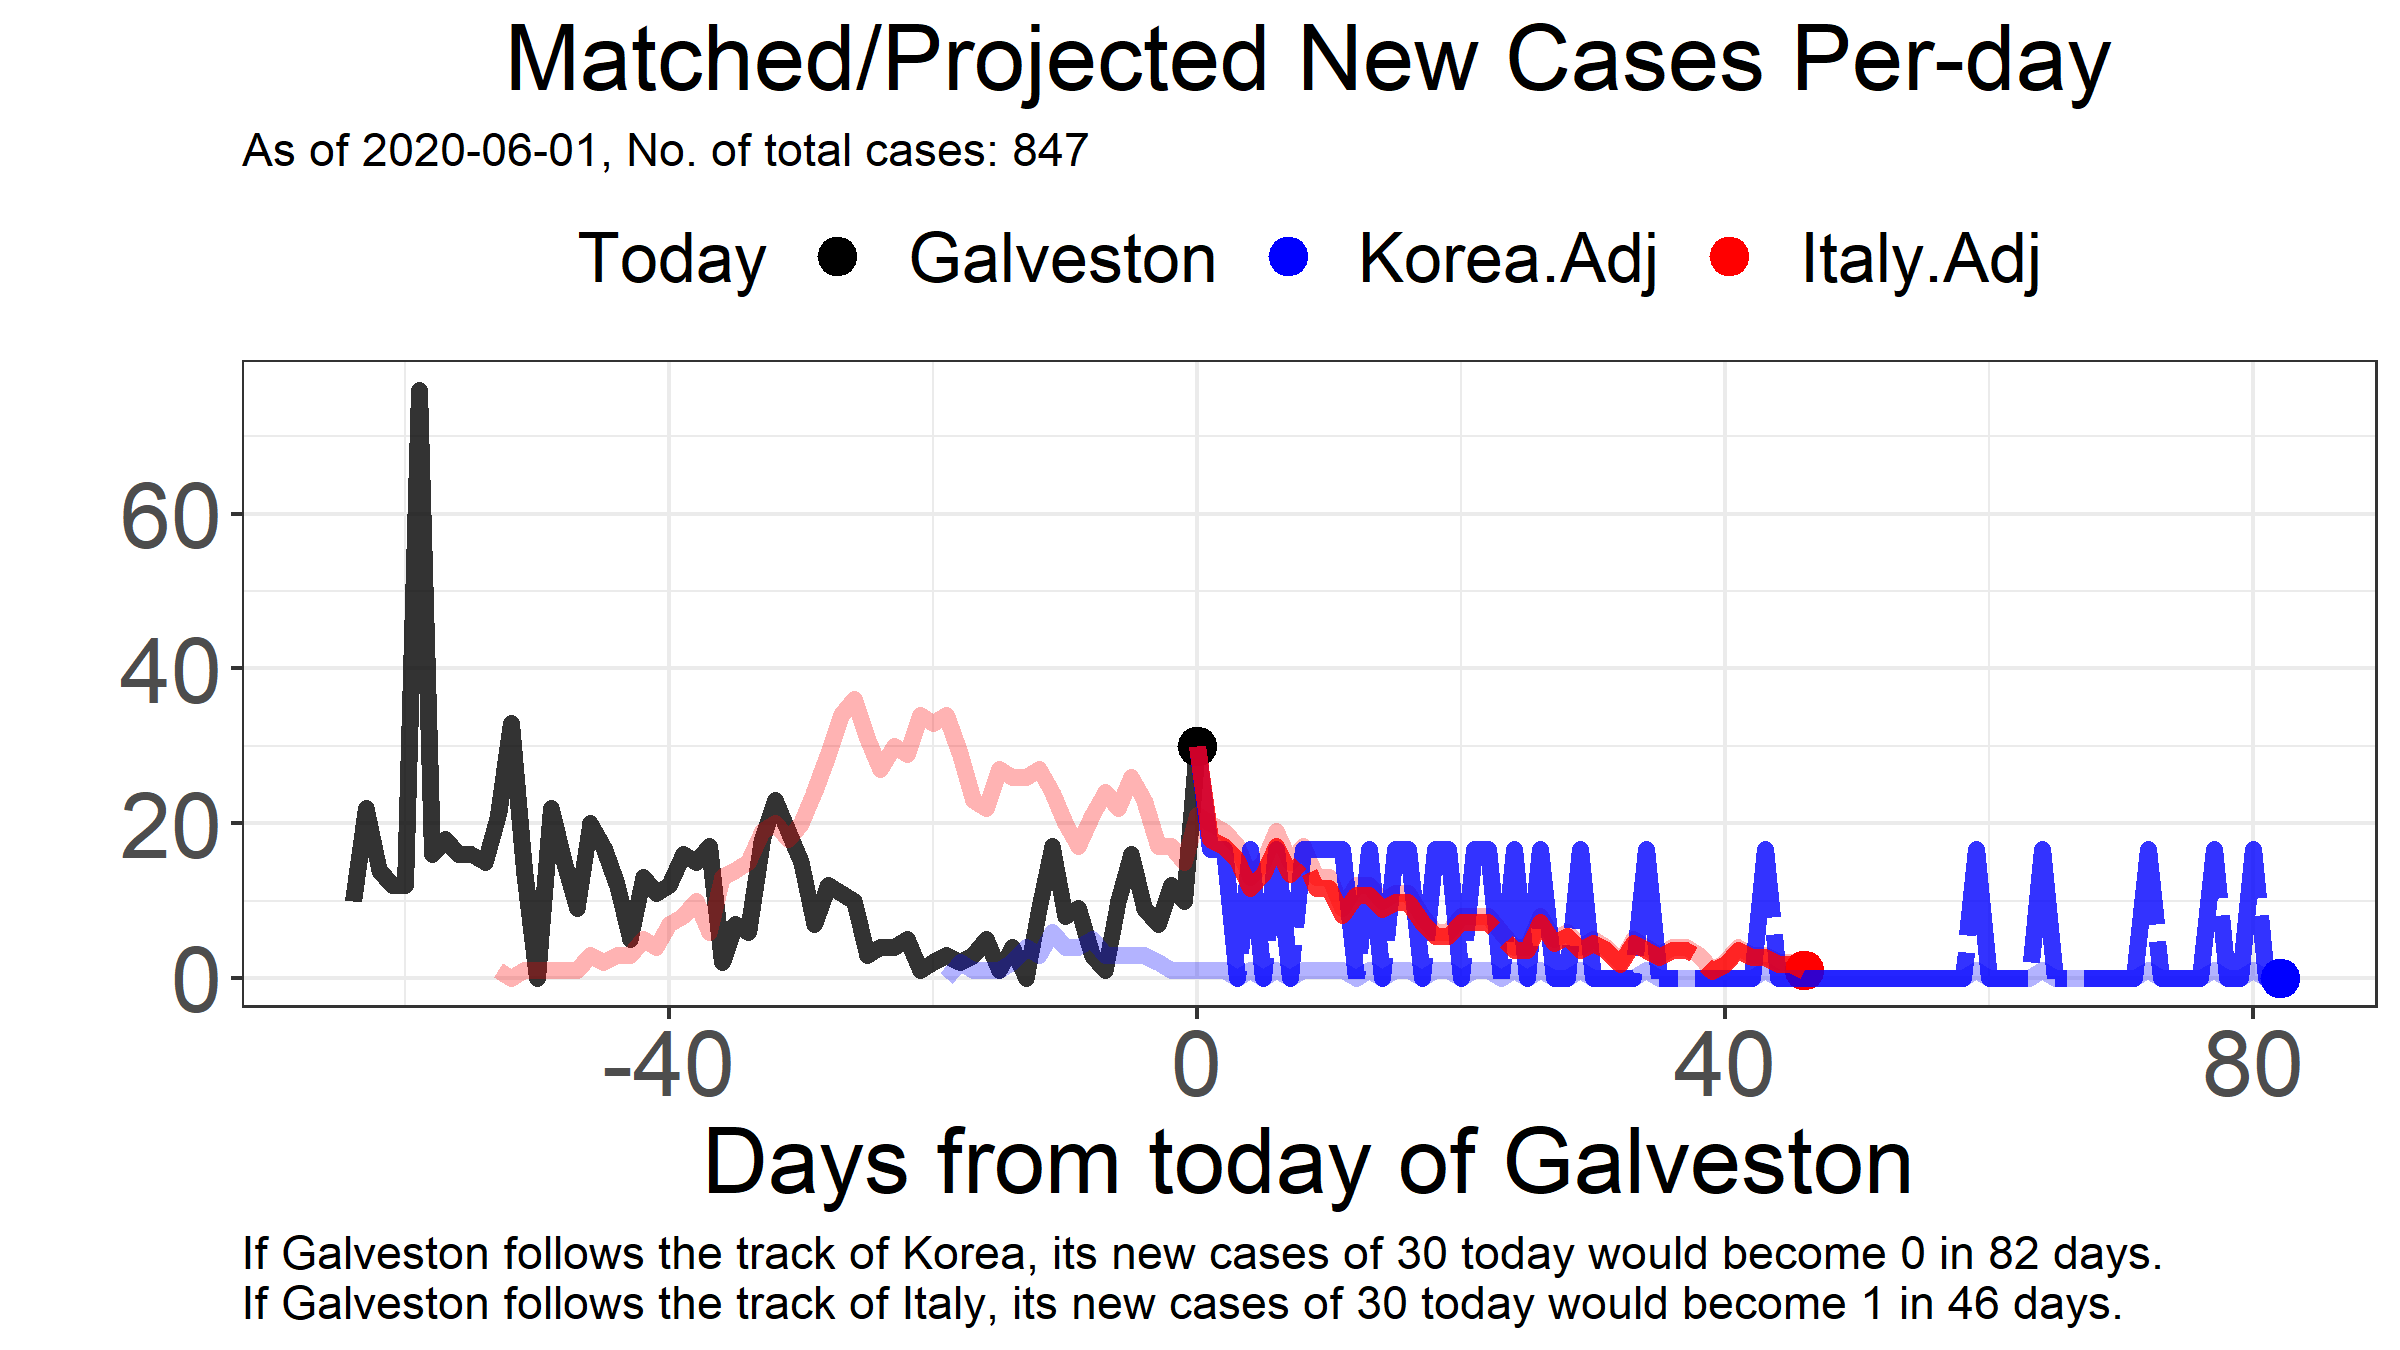 Matched/Projected New Cases Per-day
As of 2020-06-01, No. of total cases: 847
Today Galveston Korea.Adj Italy.Adj
60
40
20
0
-40 0 40 80
Days from today of Galveston
If Galveston follows the track of Korea, its new cases of 30 today would become 0 in 82 days.
If Galveston follows the track of Italy, its new cases of 30 today would become 1 in 46 days.